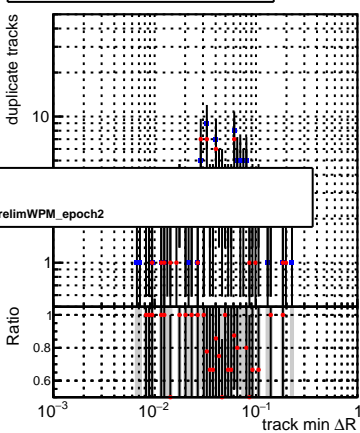 duplicate tracks
10
relimWPM_epoch2
1
Ratio
1
0.8
0.6
10⁻³ 10⁻² 10⁻¹ 1
track min ΔR